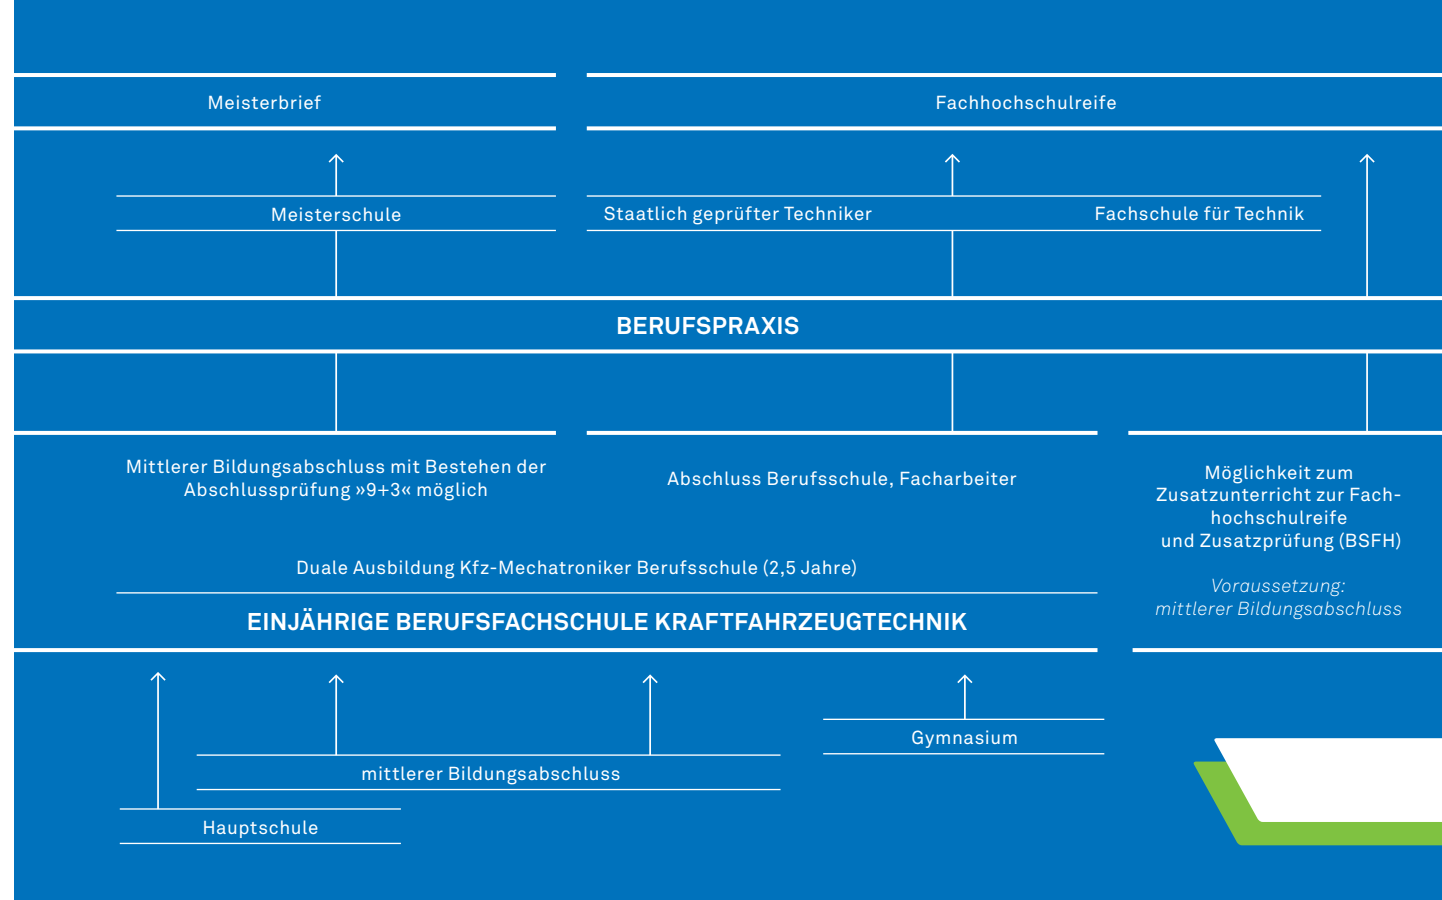 Meisterbrief
Fachhochschulreife
Meisterschule
Staatlich geprüfter Techniker
Fachschule für Technik
BERUFSPRAXIS
Mittlerer Bildungsabschluss mit Bestehen der
Abschlussprüfung »9+3« möglich
Abschluss Berufsschule, Facharbeiter
Möglichkeit zum
Zusatzunterricht zur Fach-
hochschulreife
und Zusatzprüfung (BSFH)
Voraussetzung:
mittlerer Bildungsabschluss
Duale Ausbildung Kfz-Mechatroniker Berufsschule (2,5 Jahre)
EINJÄHRIGE BERUFSFACHSCHULE KRAFTFAHRZEUGTECHNIK
Gymnasium
mittlerer Bildungsabschluss
Hauptschule